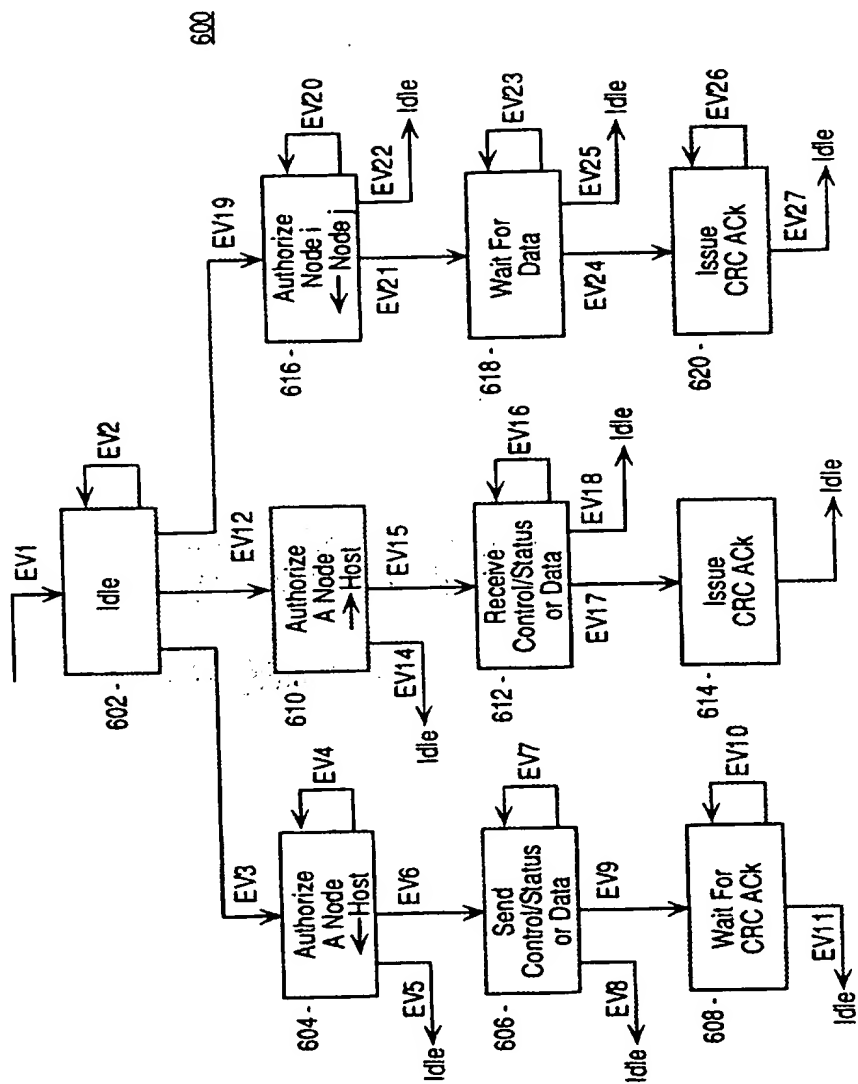 600
EV1
Idle
602 -
EV2
EV3
EV12
EV19
Authorize
A Node
Host
604 -
EV4
EV5
Idle
EV6
Send
Control/Status
or Data
606 -
EV7
EV8
Idle
EV9
Wait For
CRC ACk
608 -
EV10
EV11
Idle
Authorize
A Node
Host
610 -
EV14
Idle
EV15
Receive
Control/Status
or Data
612 -
EV16
EV17
EV18
Idle
Issue
CRC ACk
614 -
Idle
Authorize
Node i
Node j
616 -
EV20
EV21
EV22
Idle
Wait For
Data
618 -
EV23
EV24
EV25
Idle
Issue
CRC ACk
620 -
EV26
EV27
Idle